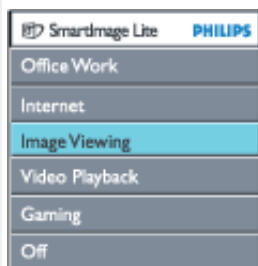 SmartImage Lite PHILIPS
Office Work
Internet
Image Viewing
Video Playback
Gaming
Off